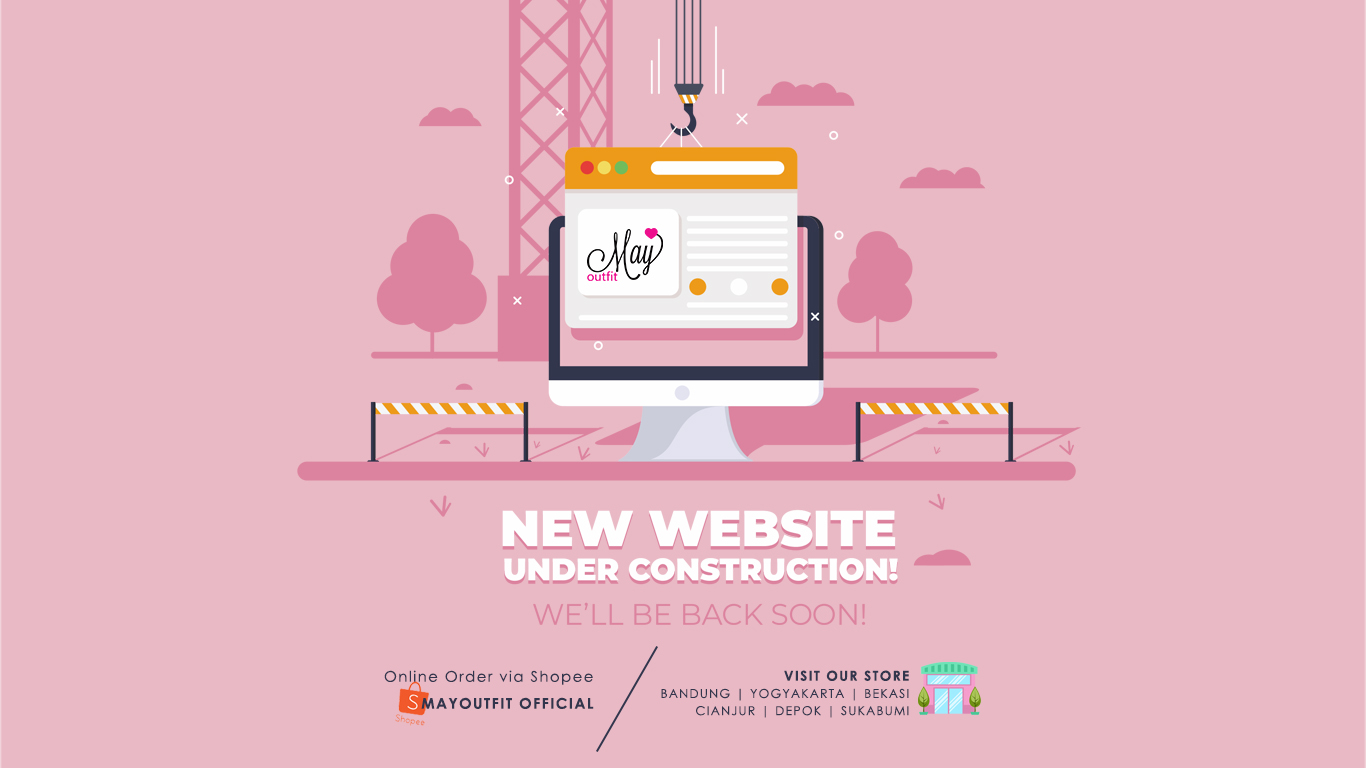 May
outfit
NEW WEBSITE
UNDER CONSTRUCTION!
WE'LL BE BACK SOON!
Online Order via Shopee
S
Shopee
MAYOUTFIT OFFICIAL
VISIT OUR STORE
BANDUNG | YOGYAKARTA | BEKASI
CIANJUR | DEPOK | SUKABUMI